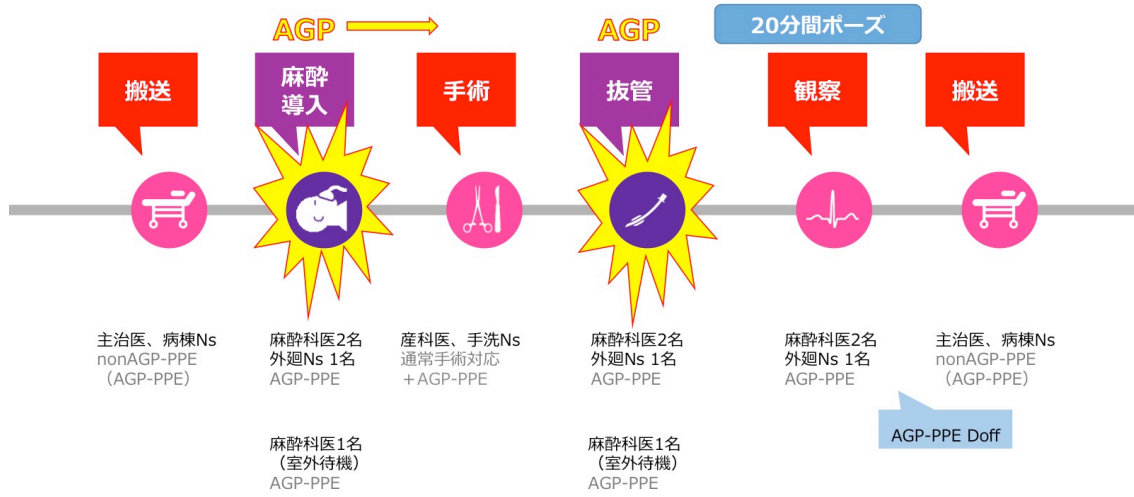 AGP
AGP
20分間ポーズ
搬送
麻酔
導入
手術
抜管
観察
搬送
主治医、病棟Ns
nonAGP-PPE
（AGP-PPE）
麻酔科医2名
外廻Ns 1名
AGP-PPE
産科医、手洗Ns
通常手術対応
＋AGP-PPE
麻酔科医2名
外廻Ns 1名
AGP-PPE
麻酔科医2名
外廻Ns 1名
AGP-PPE
主治医、病棟Ns
nonAGP-PPE
（AGP-PPE）
AGP-PPE Doff
麻酔科医1名
（室外待機）
AGP-PPE
麻酔科医1名
（室外待機）
AGP-PPE